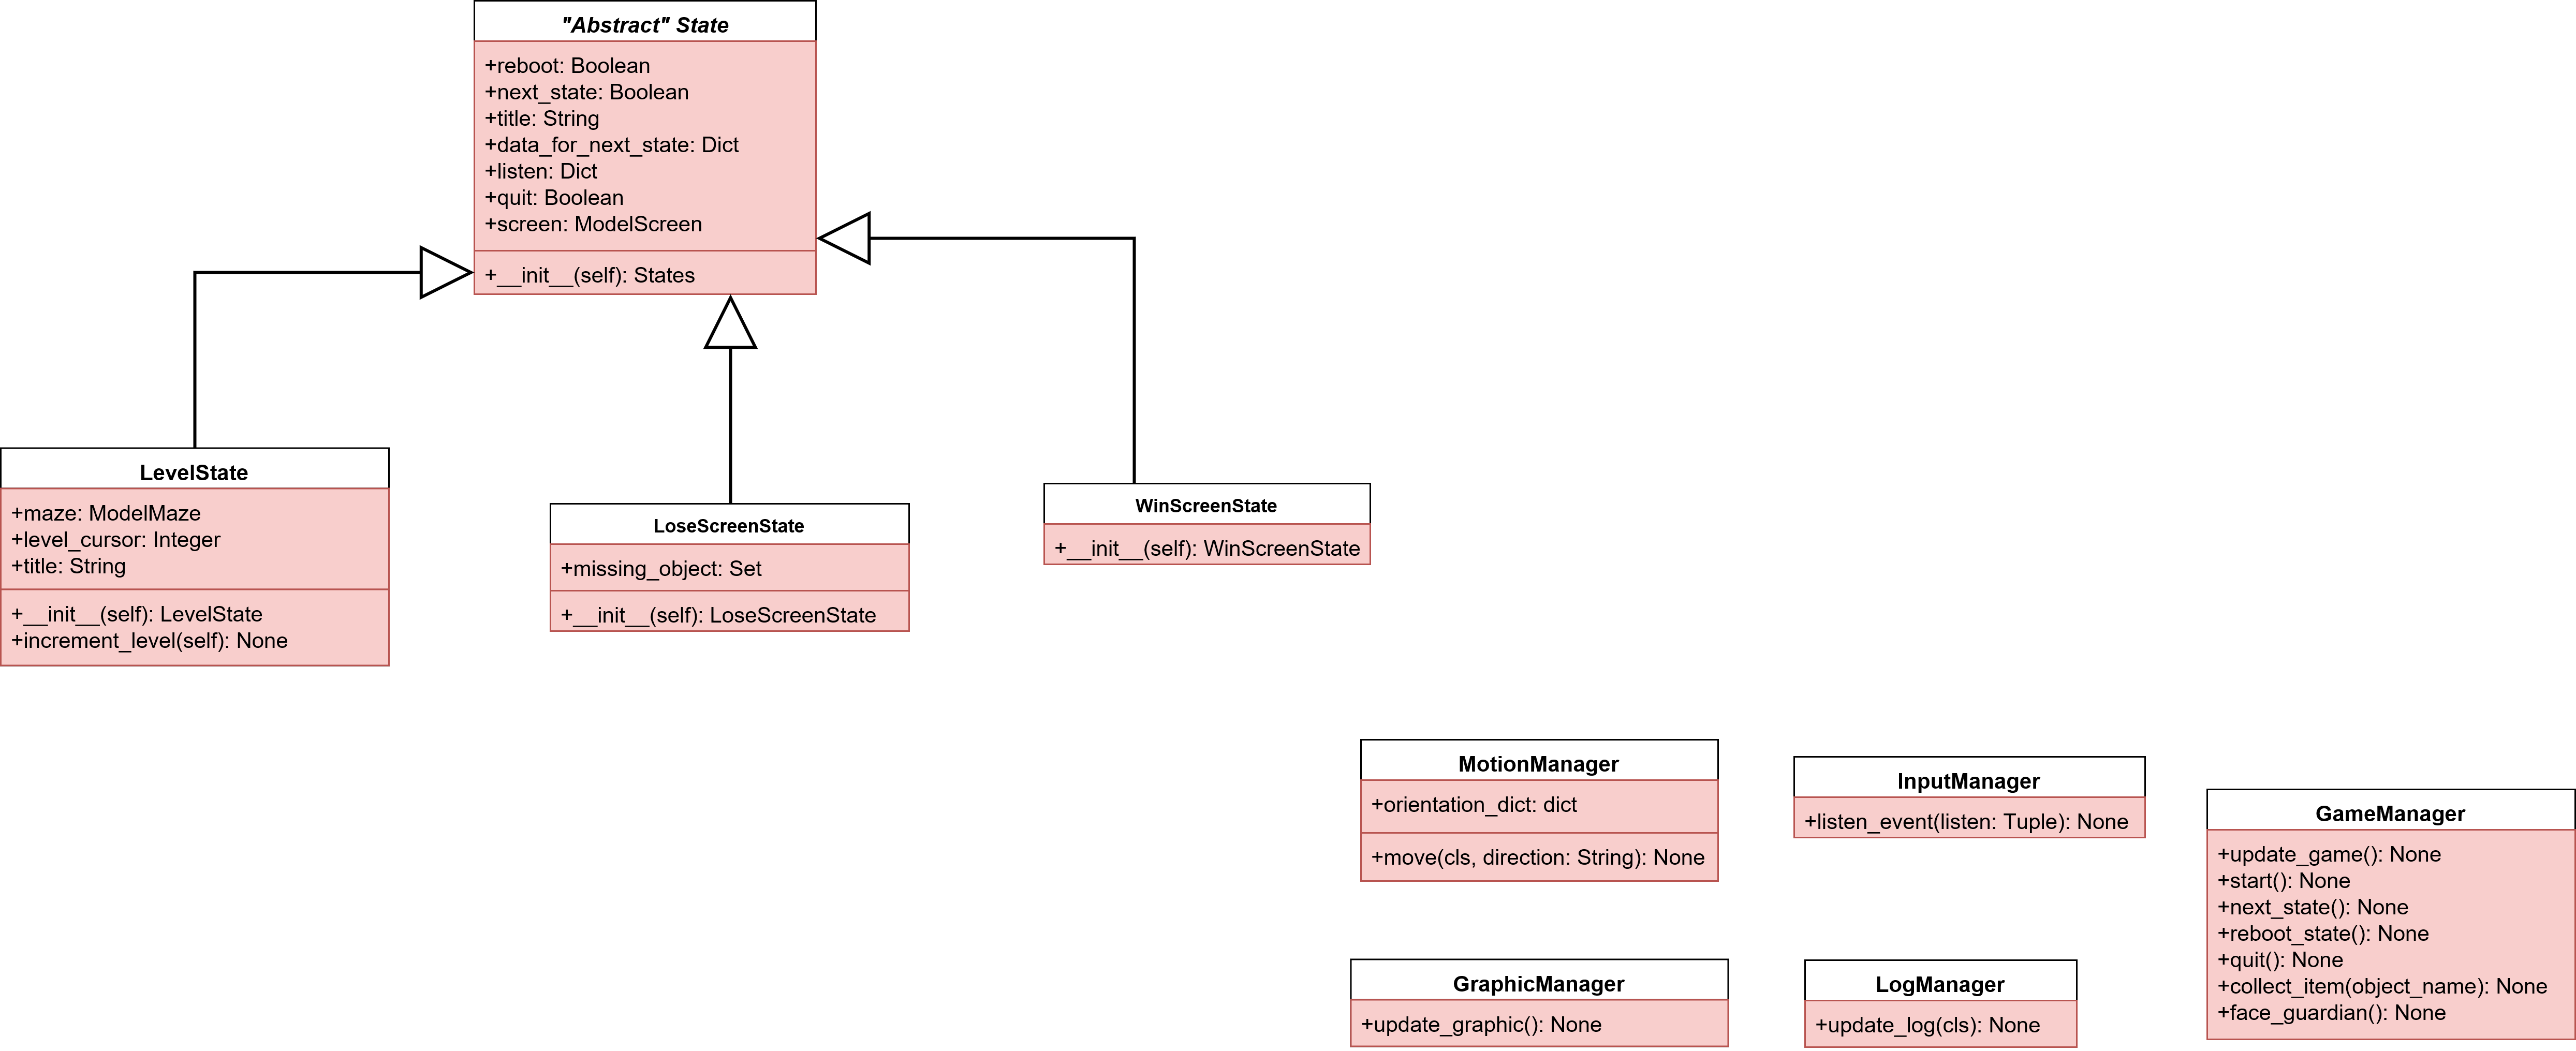 "Abstract" State
+reboot: Boolean
+next_state: Boolean
+title: String
+data_for_next_state: Dict
+listen: Dict
+quit: Boolean
+screen: ModelScreen
+__init__(self): States
LevelState
+maze: ModelMaze
+level_cursor: Integer
+title: String
+__init__(self): LevelState
+increment_level(self): None
LoseScreenState
+missing_object: Set
+__init__(self): LoseScreenState
WinScreenState
+__init__(self): WinScreenState
MotionManager
+orientation_dict: dict
+move(cls, direction: String): None
InputManager
+listen_event(listen: Tuple): None
GameManager
+update_game(): None
+start(): None
+next_state(): None
+reboot_state(): None
+quit(): None
+collect_item(object_name): None
+face_guardian(): None
GraphicManager
+update_graphic(): None
LogManager
+update_log(cls): None